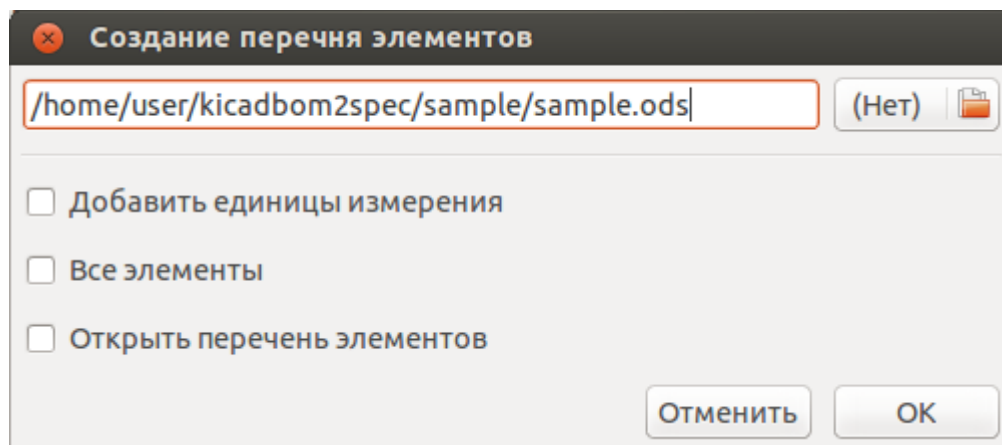 Создание перечня элементов
/home/user/kicadbom2spec/sample/sample.ods (Нет)
Добавить единицы измерения
Все элементы
Открыть перечень элементов
Отменить OK